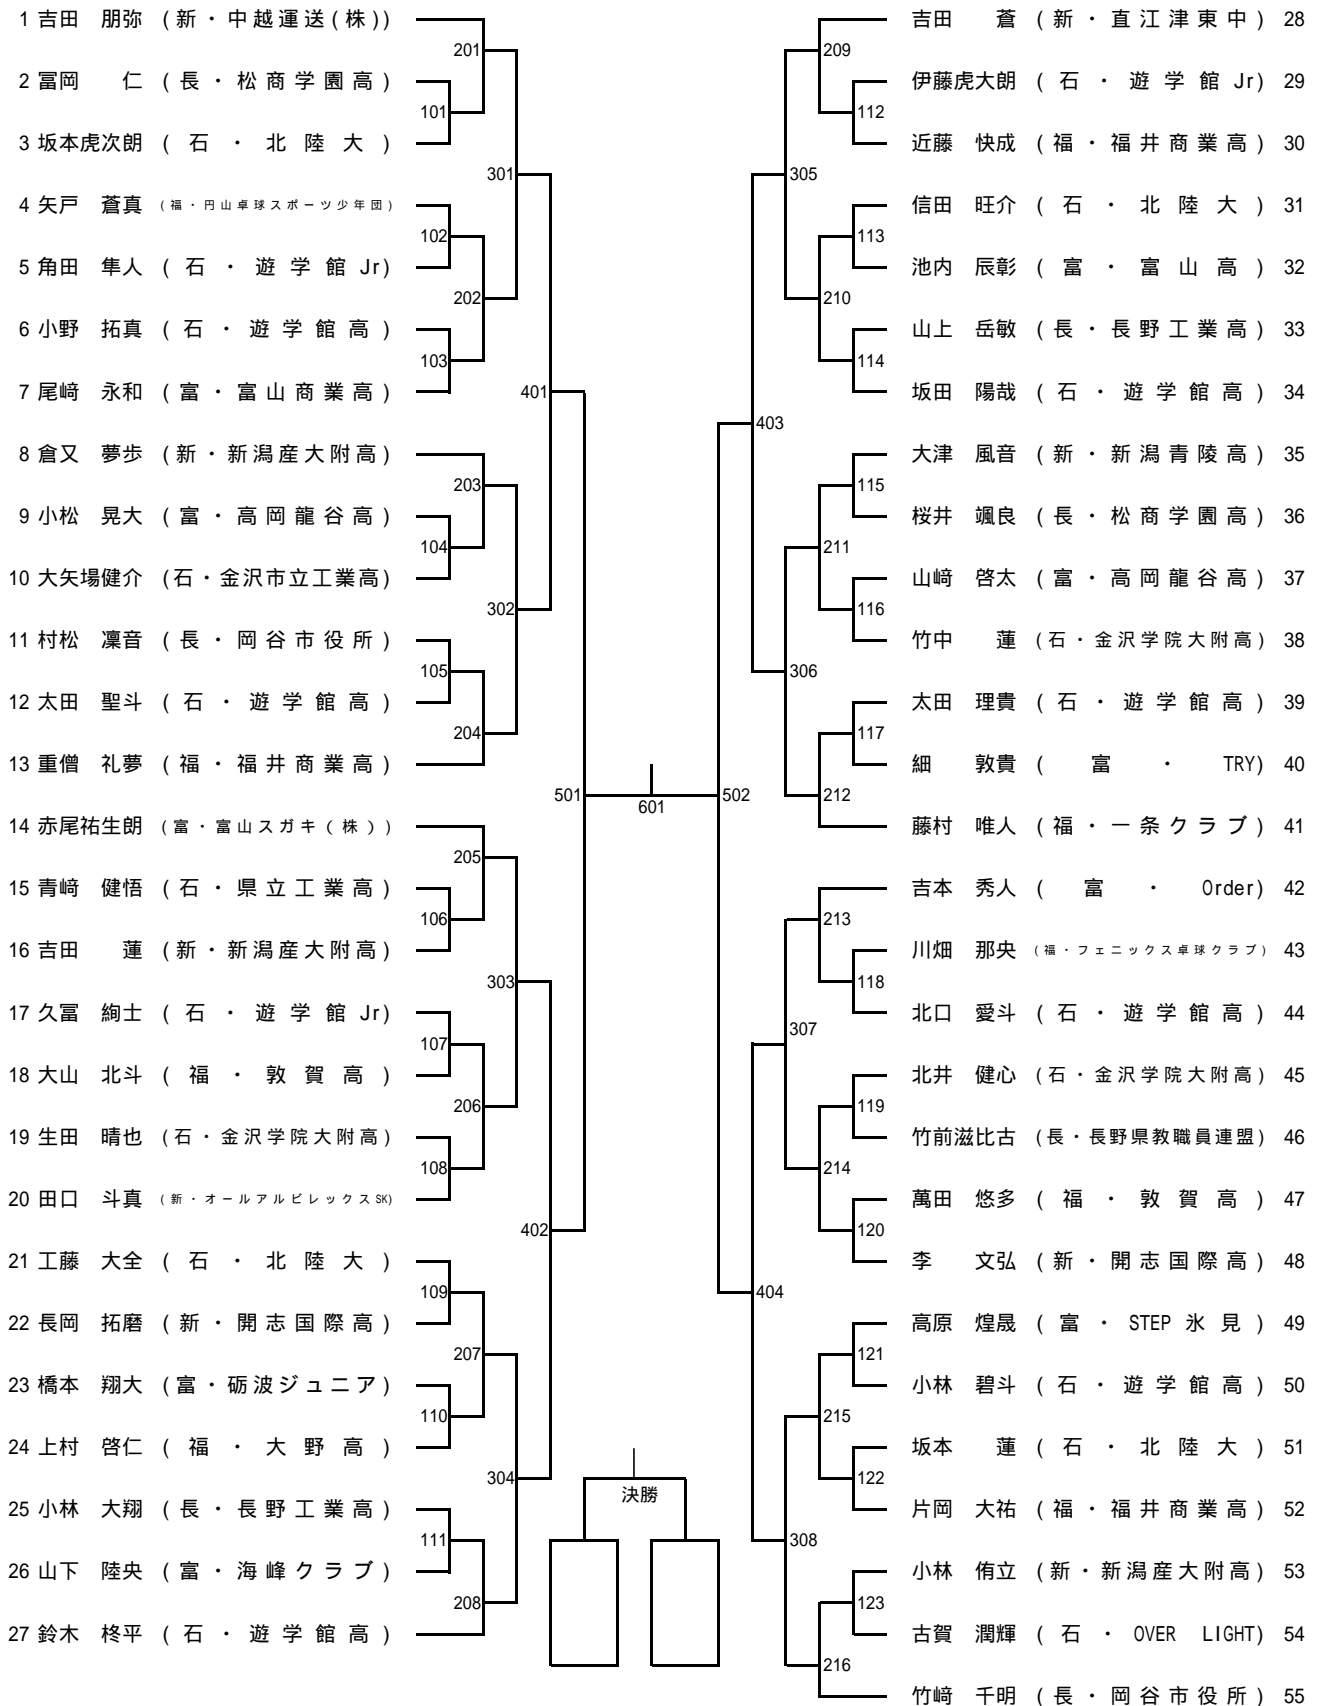 1 吉田 朋弥 (新・中越運送(株))
2 冨岡 仁 (長・松商学園高)
3 坂本虎次朗 (石・北陸大)
4 矢戸 蒼真 (福・円山卓球スポーツ少年団)
5 角田 隼人 (石・遊学館Jr)
6 小野 拓真 (石・遊学館高)
7 尾﨑 永和 (富・富山商業高)
8 倉又 夢歩 (新・新潟産大附高)
9 小松 晃大 (富・高岡龍谷高)
10 大矢場健介 (石・金沢市立工業高)
11 村松 凜音 (長・岡谷市役所)
12 太田 聖斗 (石・遊学館高)
13 重僧 礼夢 (福・福井商業高)
14 赤尾祐生朗 (富・富山スガキ(株))
15 青﨑 健悟 (石・県立工業高)
16 吉田 蓮 (新・新潟産大附高)
17 久冨 絢士 (石・遊学館Jr)
18 大山 北斗 (福・敦賀高)
19 生田 晴也 (石・金沢学院大附高)
20 田口 斗真 (新・オールアルビレックスSK)
21 工藤 大全 (石・北陸大)
22 長岡 拓磨 (新・開志国際高)
23 橋本 翔大 (富・砺波ジュニア)
24 上村 啓仁 (福・大野高)
25 小林 大翔 (長・長野工業高)
26 山下 陸央 (富・海峰クラブ)
27 鈴木 柊平 (石・遊学館高)
101
102
103
104
105
106
107
108
109
110
111
201
202
203
204
205
206
207
208
301
302
303
304
401
402
501
601
決勝
502
403
404
305
306
307
308
209
210
211
212
213
214
215
216
112
113
114
115
116
117
118
119
120
121
122
123
吉田 蒼 (新・直江津東中) 28
伊藤虎大朗 (石・遊学館Jr) 29
近藤 快成 (福・福井商業高) 30
信田 旺介 (石・北陸大) 31
池内 辰彰 (富・富山高) 32
山上 岳敏 (長・長野工業高) 33
坂田 陽哉 (石・遊学館高) 34
大津 風音 (新・新潟青陵高) 35
桜井 颯良 (長・松商学園高) 36
山﨑 啓太 (富・高岡龍谷高) 37
竹中 蓮 (石・金沢学院大附高) 38
太田 理貴 (石・遊学館高) 39
細 敦貴 (富・TRY) 40
藤村 唯人 (福・一条クラブ) 41
吉本 秀人 (富・Order) 42
川畑 那央 (福・フェニックス卓球クラブ) 43
北口 愛斗 (石・遊学館高) 44
北井 健心 (石・金沢学院大附高) 45
竹前滋比古 (長・長野県教職員連盟) 46
萬田 悠多 (福・敦賀高) 47
李 文弘 (新・開志国際高) 48
高原 煌晟 (富・STEP氷見) 49
小林 碧斗 (石・遊学館高) 50
坂本 蓮 (石・北陸大) 51
片岡 大祐 (福・福井商業高) 52
小林 侑立 (新・新潟産大附高) 53
古賀 潤輝 (石・OVER LIGHT) 54
竹﨑 千明 (長・岡谷市役所) 55